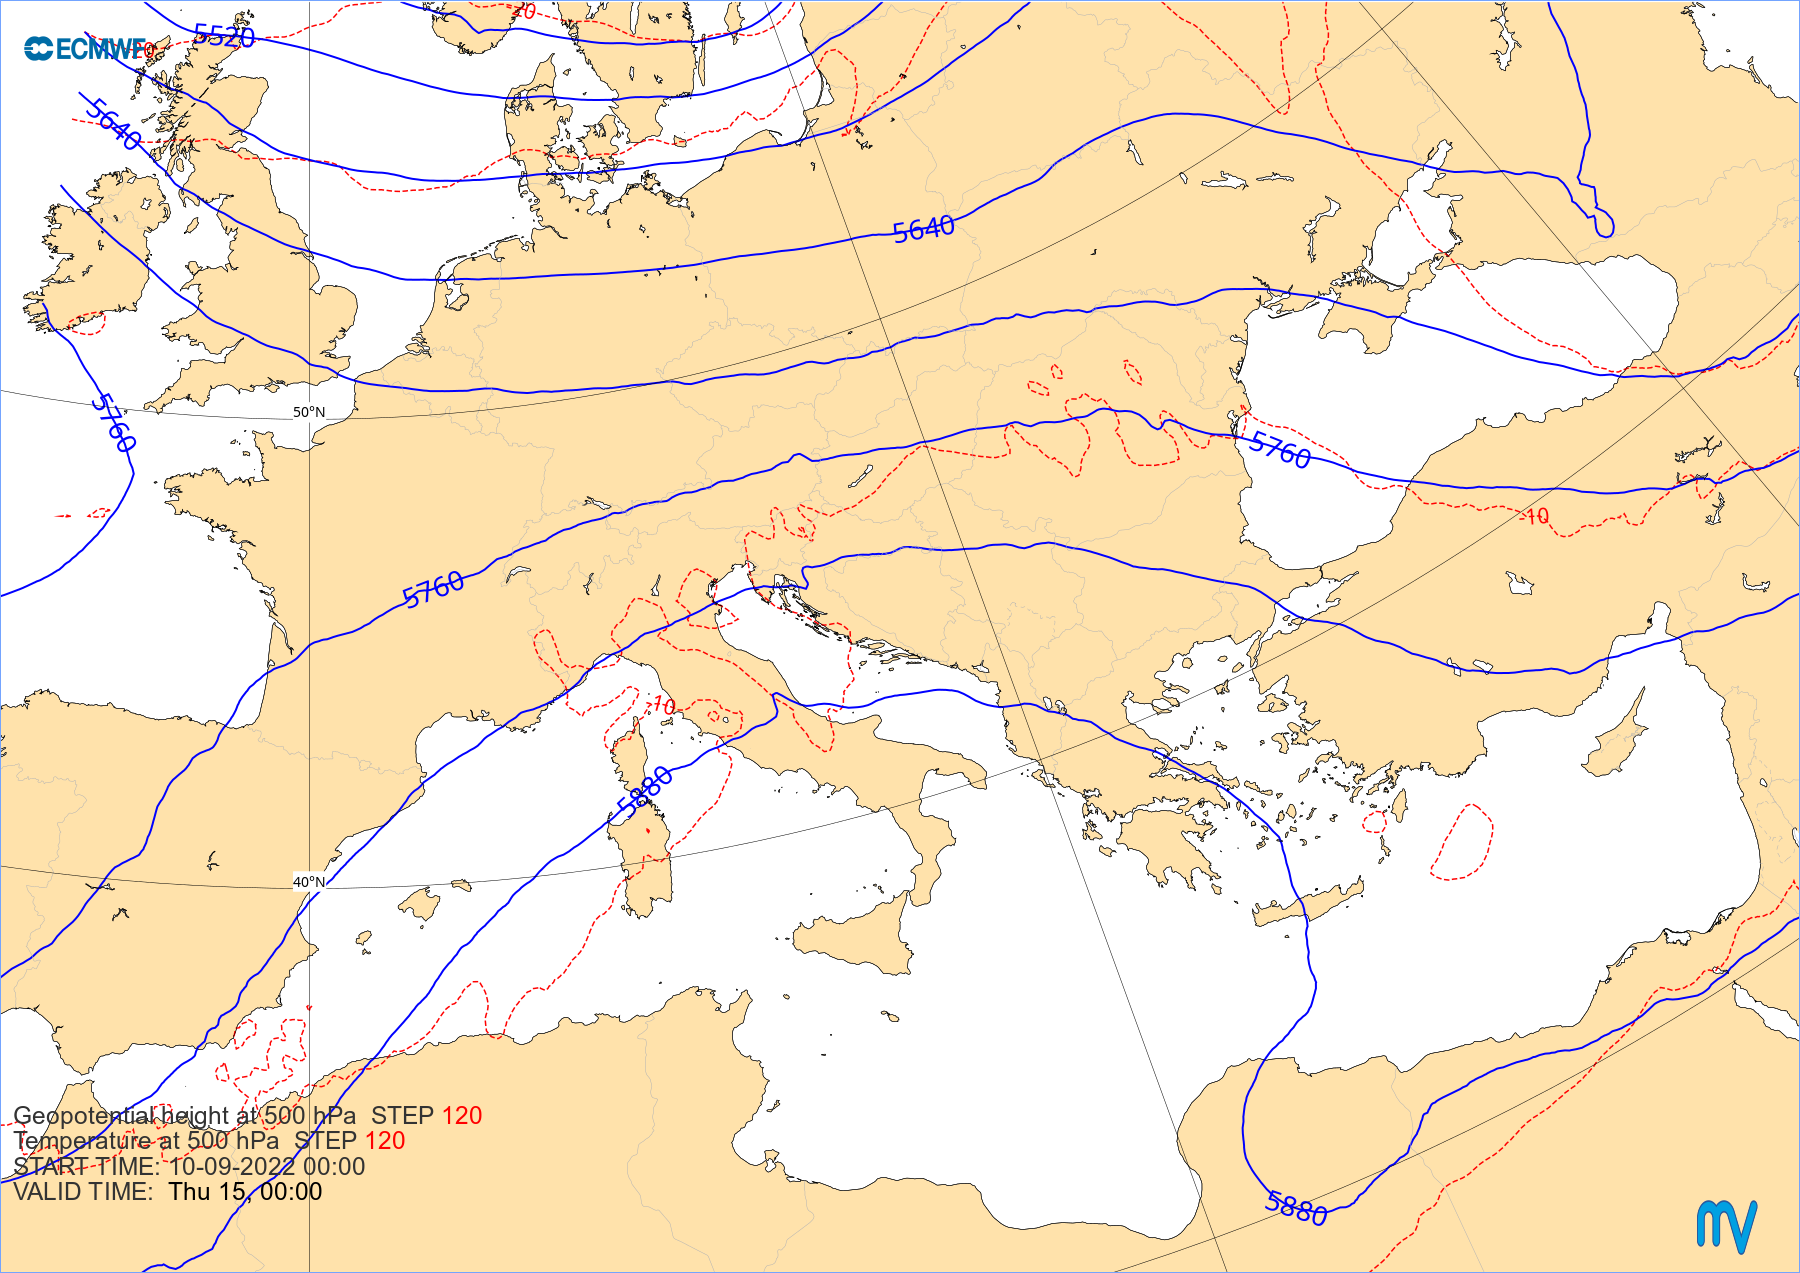 -20
5520
ECMWF
-20
5640
5640
50°N
5760
5760
-10
5760
-10
5880
40°N
Geopotential height at 500 hPa STEP 120
Temperature at 500 hPa STEP 120
START TIME: 10-09-2022 00:00
VALID TIME: Thu 15, 00:00
5880